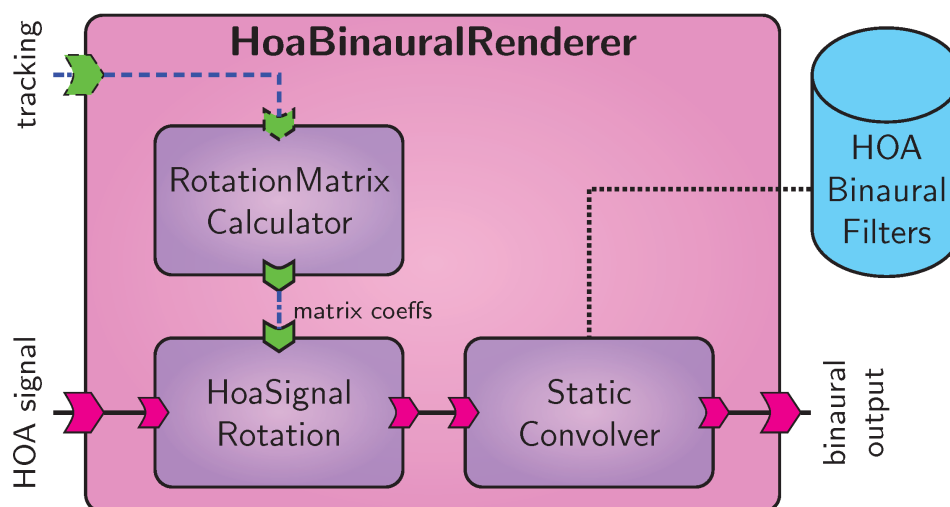 HoaBinauralRenderer
tracking
RotationMatrix
Calculator
HOA
Binaural
Filters
matrix coeffs
HOA signal
HoaSignal
Rotation
Static
Convolver
binaural
output